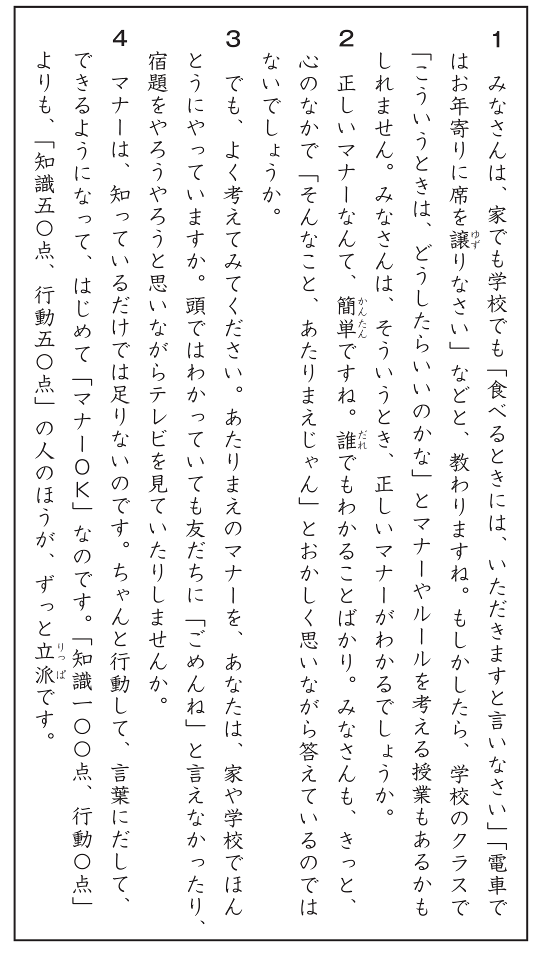 1 みなさんは、家でも学校でも「食べるときには、いただきますと言いなさい」「電車で
はお年寄りに席を譲りなさい」などと、教わりますね。もしかしたら、学校のクラスで
「こういうときは、どうしたらいいのかな」とマナーやルールを考える授業もあるかも
しれません。みなさんは、そういうとき、正しいマナーがわかるでしょうか。
2 正しいマナーなんて、簡単ですね。誰でもわかることばかり。みなさんも、きっと、
心のなかで「そんなこと、あたりまえじゃん」とおかしく思いながら答えているのでは
ないでしょうか。
3 でも、よく考えてみてください。あたりまえのマナーを、あなたは、家や学校でほん
とうにやっていますか。頭ではわかっていても友だちに「ごめんね」と言えなかったり、
宿題をやろうやろうと思いながらテレビを見ていたりしませんか。
4 マナーは、知っているだけでは足りないのです。ちゃんと行動して、言葉にだして、
できるようになって、はじめて「マナーOK」なのです。「知識一〇〇点、行動〇点」
よりも、「知識五〇点、行動五〇点」の人のほうが、ずっと立派です。
ゆず
かんたん
だれ
りっぱ